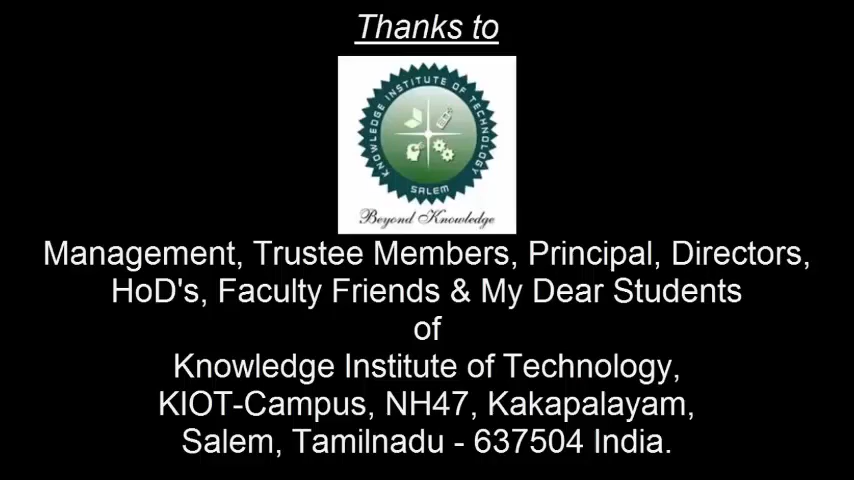 Thanks to
KNOWLEDGE INSTITUTE OF TECHNOLOGY
SALEM
Beyond Knowledge
Management, Trustee Members, Principal, Directors,
HoD's, Faculty Friends & My Dear Students
of
Knowledge Institute of Technology,
KIOT-Campus, NH47, Kakapalayam,
Salem, Tamilnadu - 637504 India.